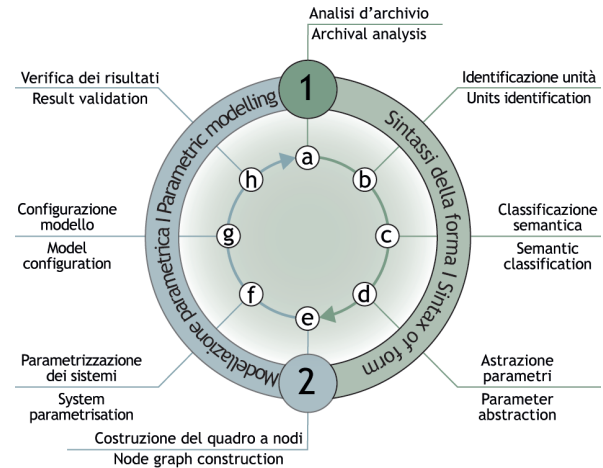 Analisi d’archivio
Archival analysis
1
Verifica dei risultati
Result validation
Identificazione unità
Units identification
Modellazione parametrica | Parametric modelling
Sintassi della forma | Sintax of form
a
h
b
Configurazione
modello
Model
configuration
g
c
Classificazione
semantica
Semantic
classification
f
d
e
Parametrizzazione
dei sistemi
System
parametrisation
2
Astrazione
parametri
Parameter
abstraction
Costruzione del quadro a nodi
Node graph construction